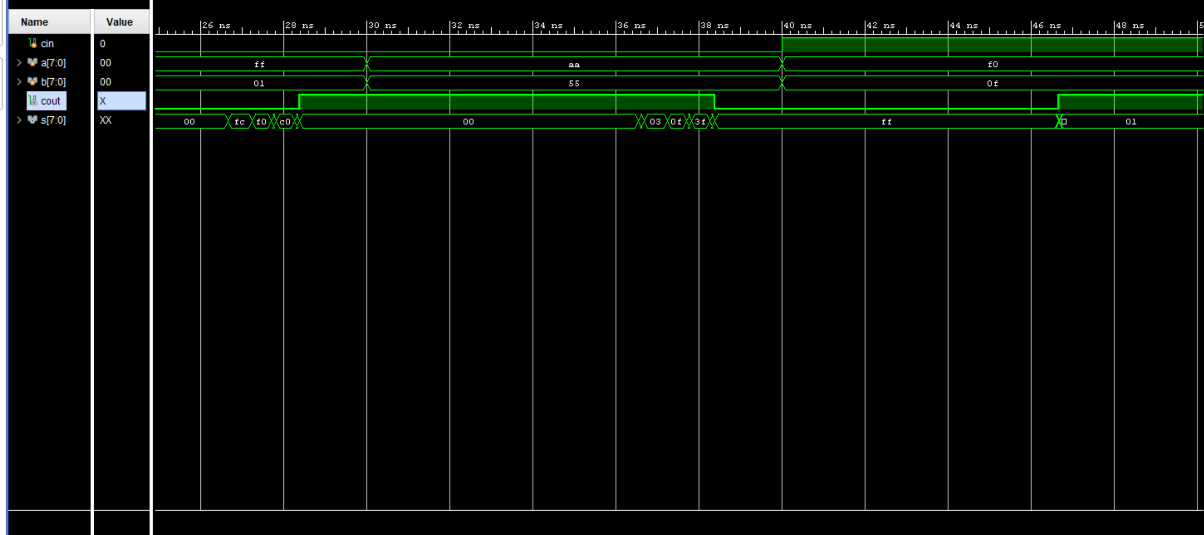 Name Value
26 ns 28 ns 30 ns 32 ns 34 ns 36 ns 38 ns 40 ns 42 ns 44 ns 46 ns 48 ns
cin 0
a[7:0] 00 ff aa f0
b[7:0] 00 01 55 0f
cout X
s[7:0] XX 00 fc f0 c0 00 03 0f 3f ff 01